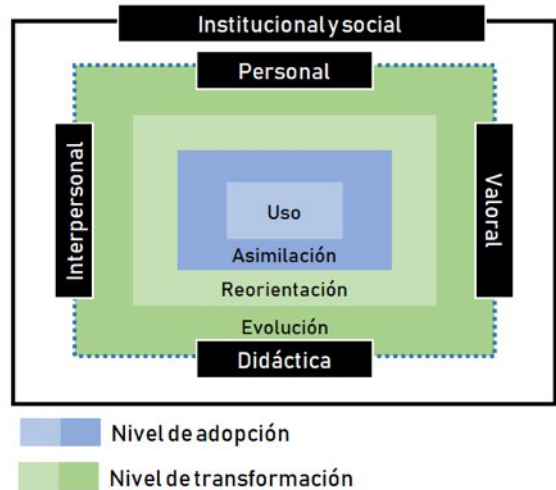 Institucional y social
Personal
Interpersonal
Valoral
Uso
Asimilación
Reorientación
Evolución
Didáctica
Nivel de adopción
Nivel de transformación